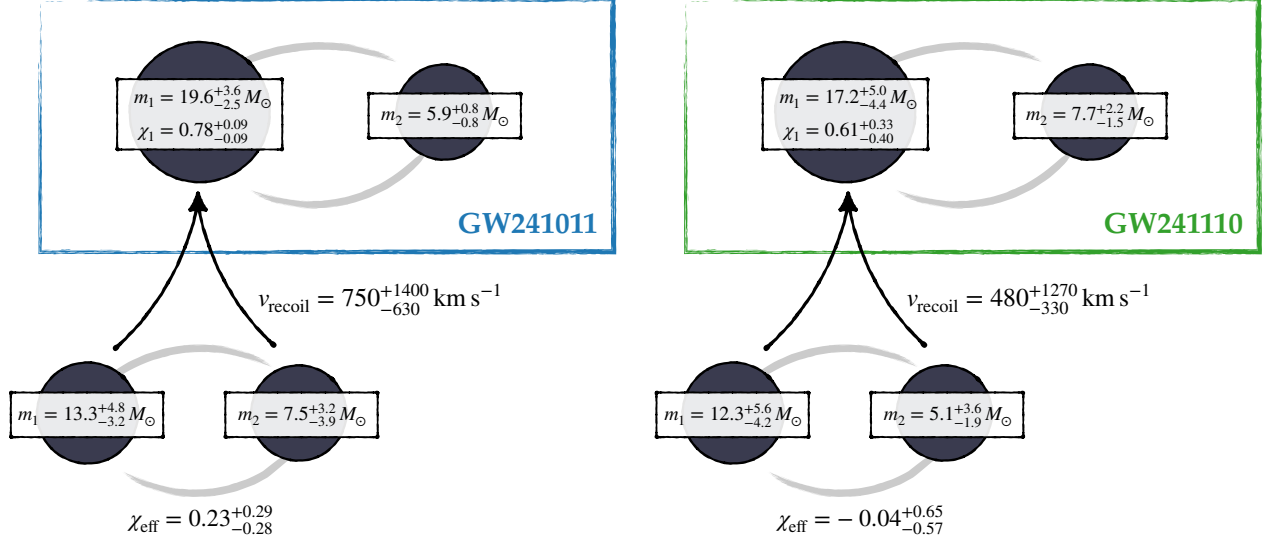 m₁ = 19.6⁺³·⁶₋₂.₅ M☉
χ₁ = 0.78⁺⁰·⁰⁹₋₀.₀₉
m₂ = 5.9⁺⁰·⁸₋₀.₈ M☉
GW241011
v_recoil = 750⁺¹⁴⁰⁰₋₆₃₀ km s⁻¹
m₁ = 13.3⁺⁴·⁸₋₃.₂ M☉
m₂ = 7.5⁺³·²₋₃.₉ M☉
χ_eff = 0.23⁺⁰·²⁹₋₀.₂₈
m₁ = 17.2⁺⁵·⁰₋₄.₄ M☉
χ₁ = 0.61⁺⁰·³³₋₀.₄₀
m₂ = 7.7⁺²·²₋₁.₅ M☉
GW241110
v_recoil = 480⁺¹²⁷⁰₋₃₃₀ km s⁻¹
m₁ = 12.3⁺⁵·⁶₋₄.₂ M☉
m₂ = 5.1⁺³·⁶₋₁.₉ M☉
χ_eff = − 0.04⁺⁰·⁶⁵₋₀.₅₇